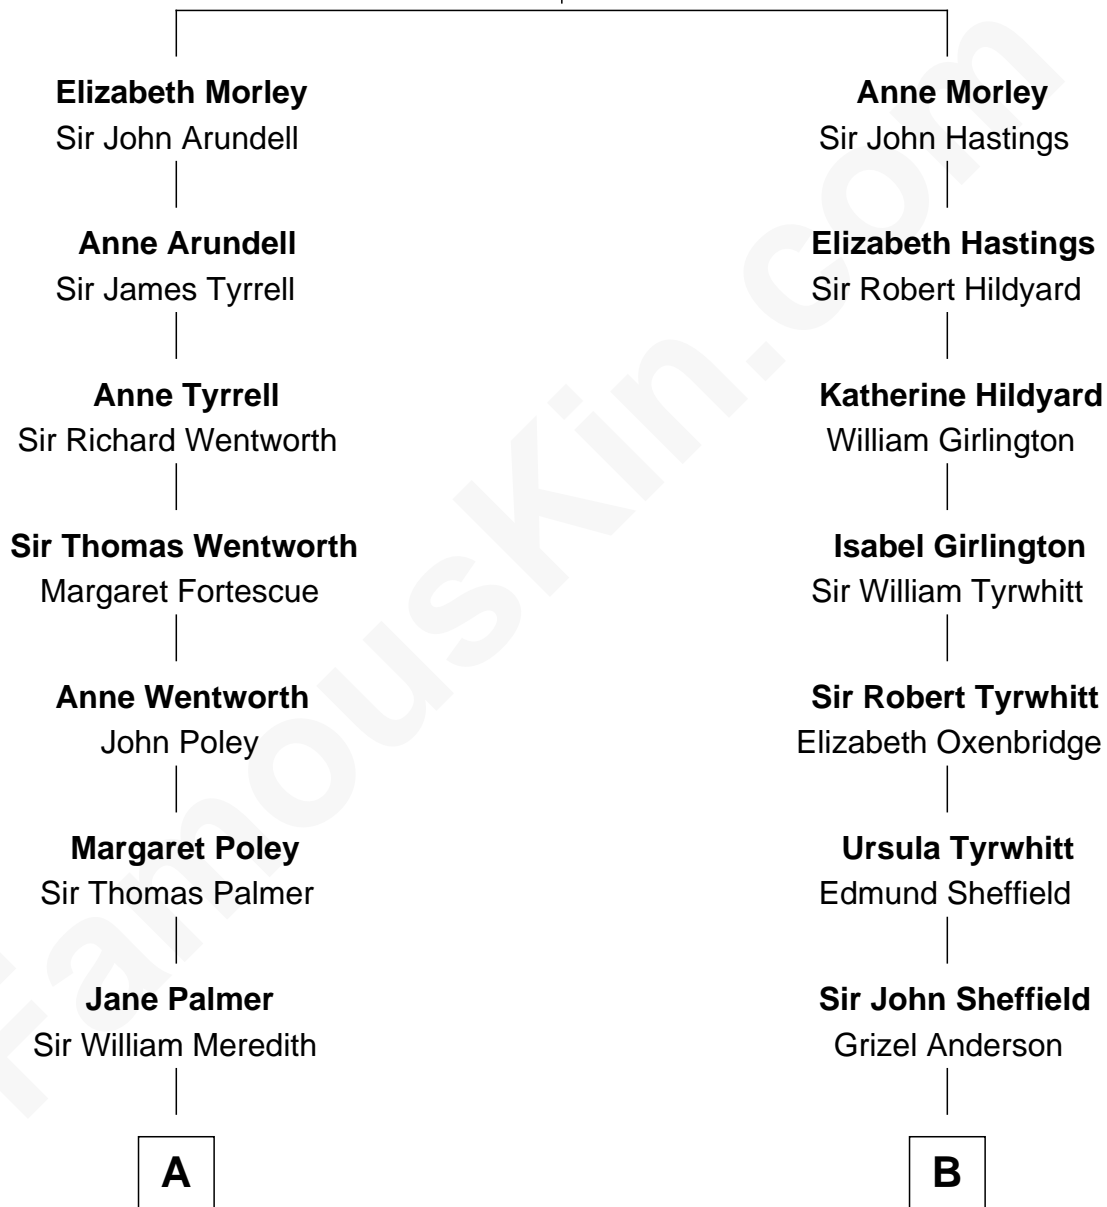 Elizabeth Morley
Sir John Arundell
Anne Arundell
Sir James Tyrrell
Anne Tyrrell
Sir Richard Wentworth
Sir Thomas Wentworth
Margaret Fortescue
Anne Wentworth
John Poley
Margaret Poley
Sir Thomas Palmer
Jane Palmer
Sir William Meredith
A
Anne Morley
Sir John Hastings
Elizabeth Hastings
Sir Robert Hildyard
Katherine Hildyard
William Girlington
Isabel Girlington
Sir William Tyrwhitt
Sir Robert Tyrwhitt
Elizabeth Oxenbridge
Ursula Tyrwhitt
Edmund Sheffield
Sir John Sheffield
Grizel Anderson
B
FamousKin.com